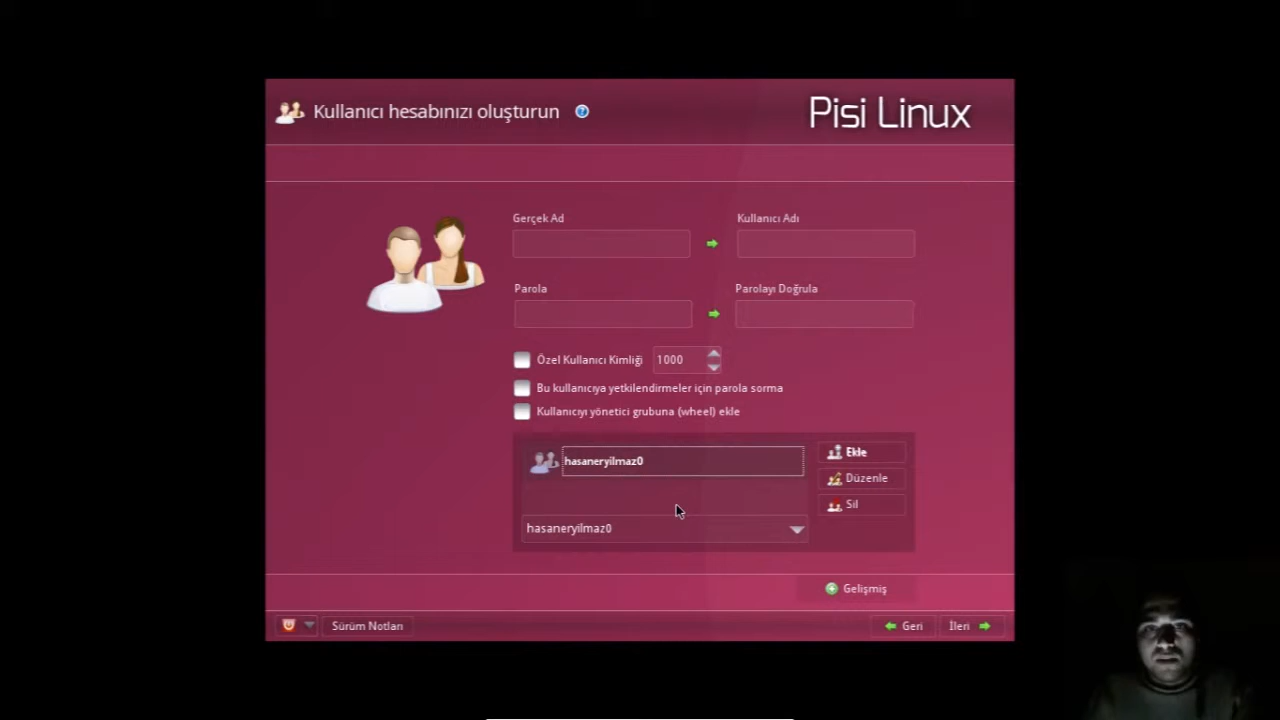 Kullanıcı hesabınızı oluşturun
Pisi Linux
Gerçek Ad
Kullanıcı Adı
Parola
Parolayı Doğrula
Özel Kullanıcı Kimliği 1000
Bu kullanıcıya yetkilendirmeler için parola sorma
Kullanıcıyı yönetici grubuna (wheel) ekle
hasaneryilmaz0
Ekle
Düzenle
Sil
hasaneryilmaz0
Gelişmiş
Sürüm Notları
Geri
İleri